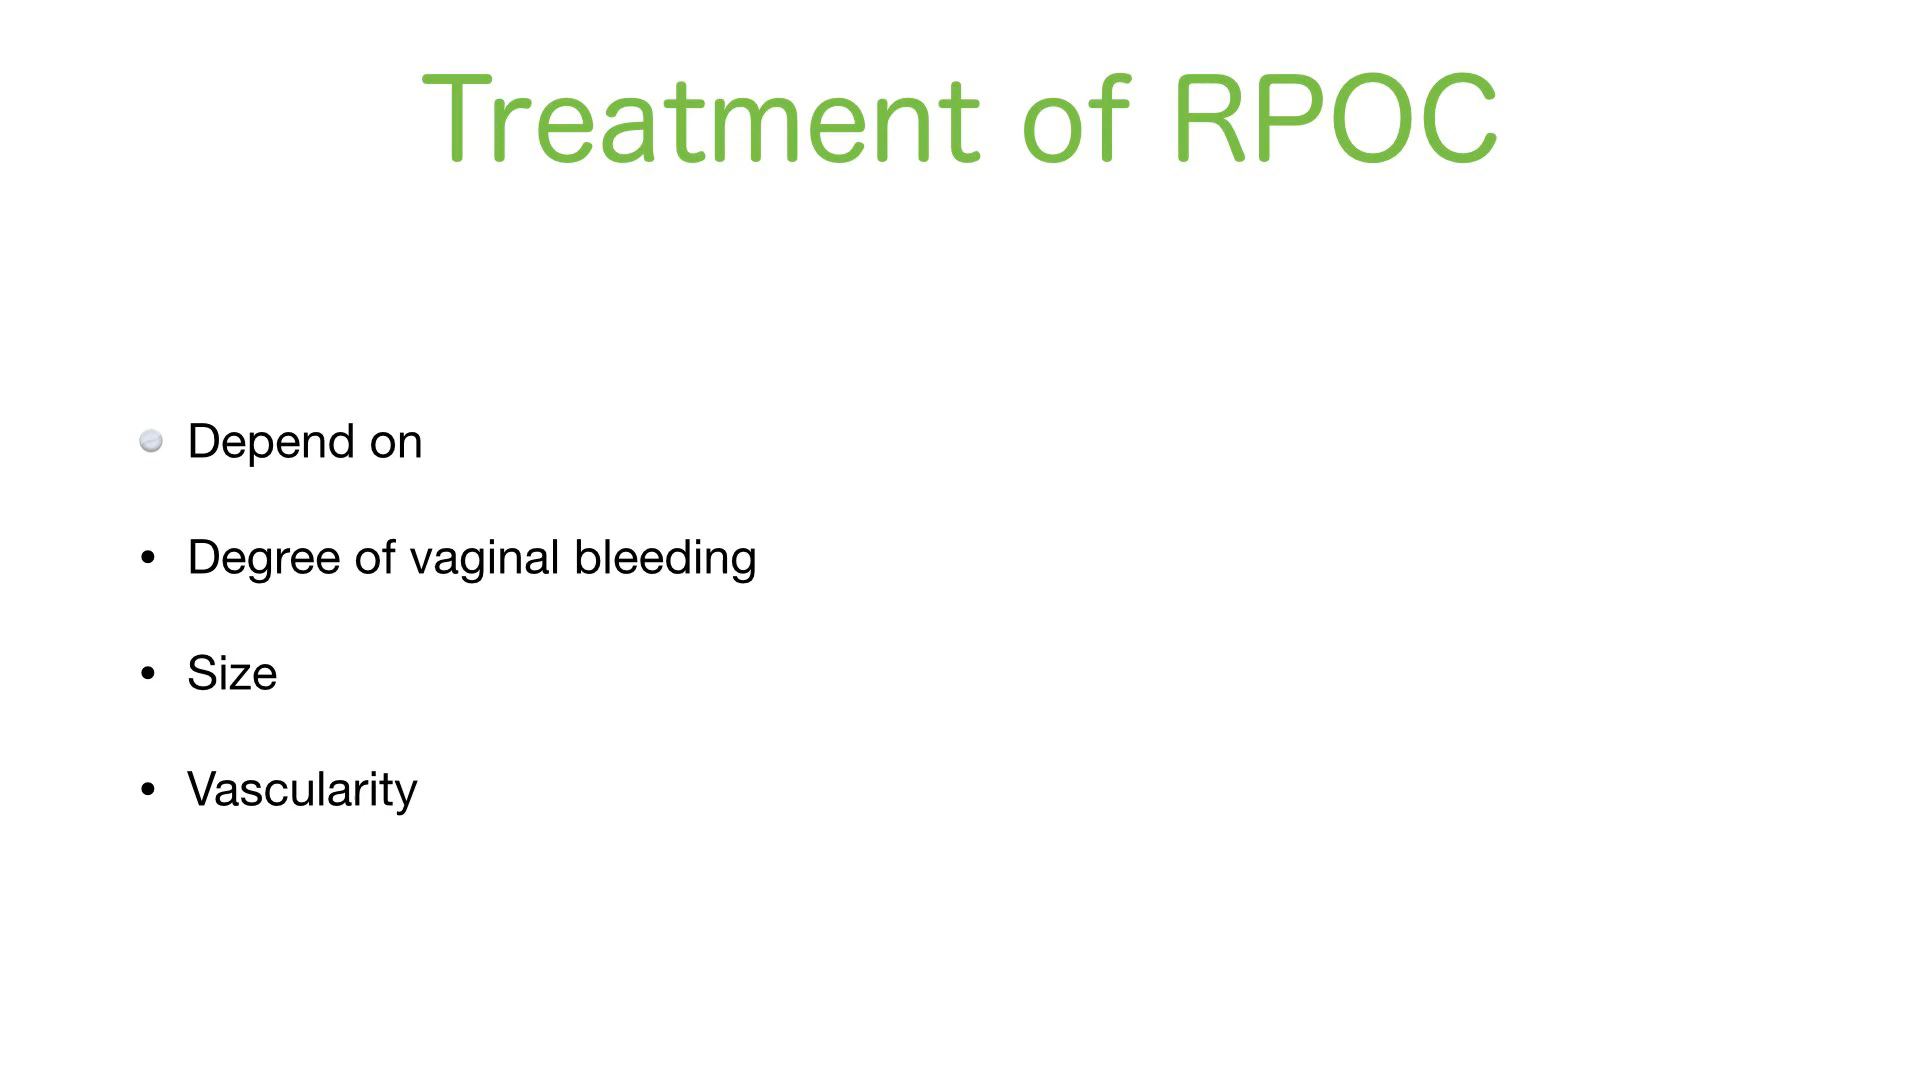 Treatment of RPOC
Depend on
• Degree of vaginal bleeding
• Size
• Vascularity